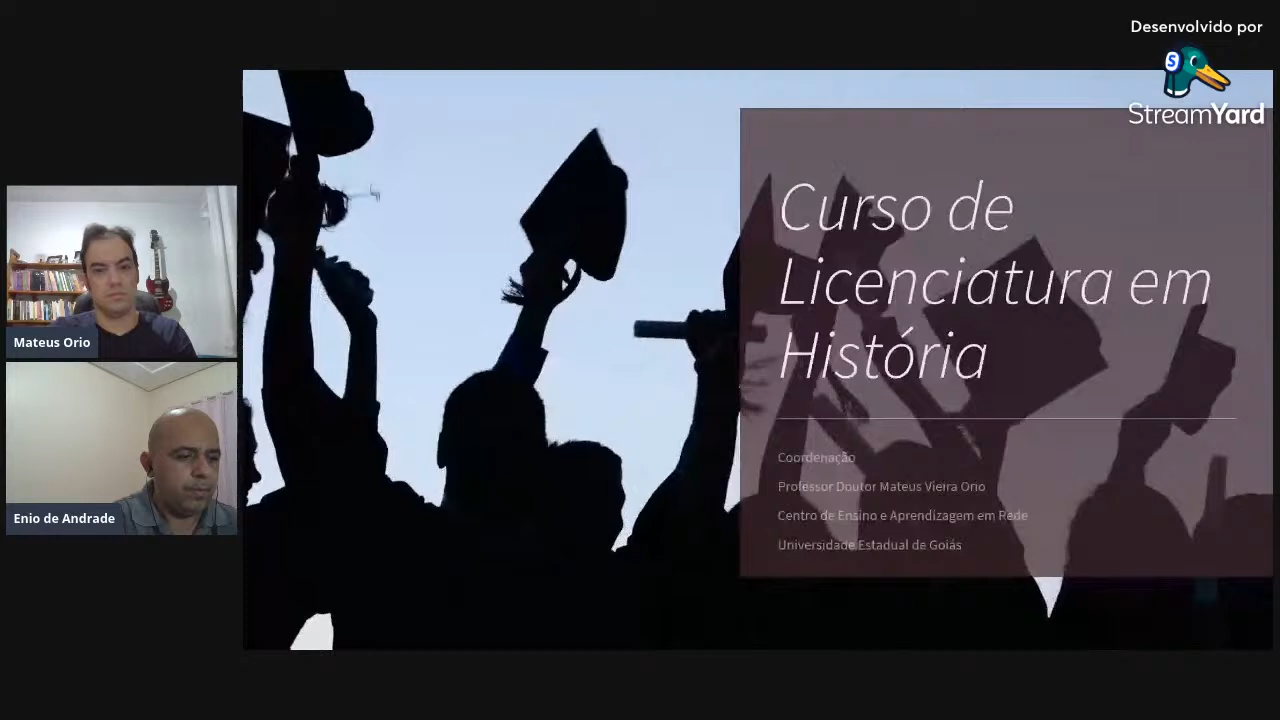 Desenvolvido por
StreamYard
Curso de
Licenciatura em
História
Coordenação
Professor Doutor Mateus Vieira Orio
Centro de Ensino e Aprendizagem em Rede
Universidade Estadual de Goiás
Mateus Orio
Enio de Andrade